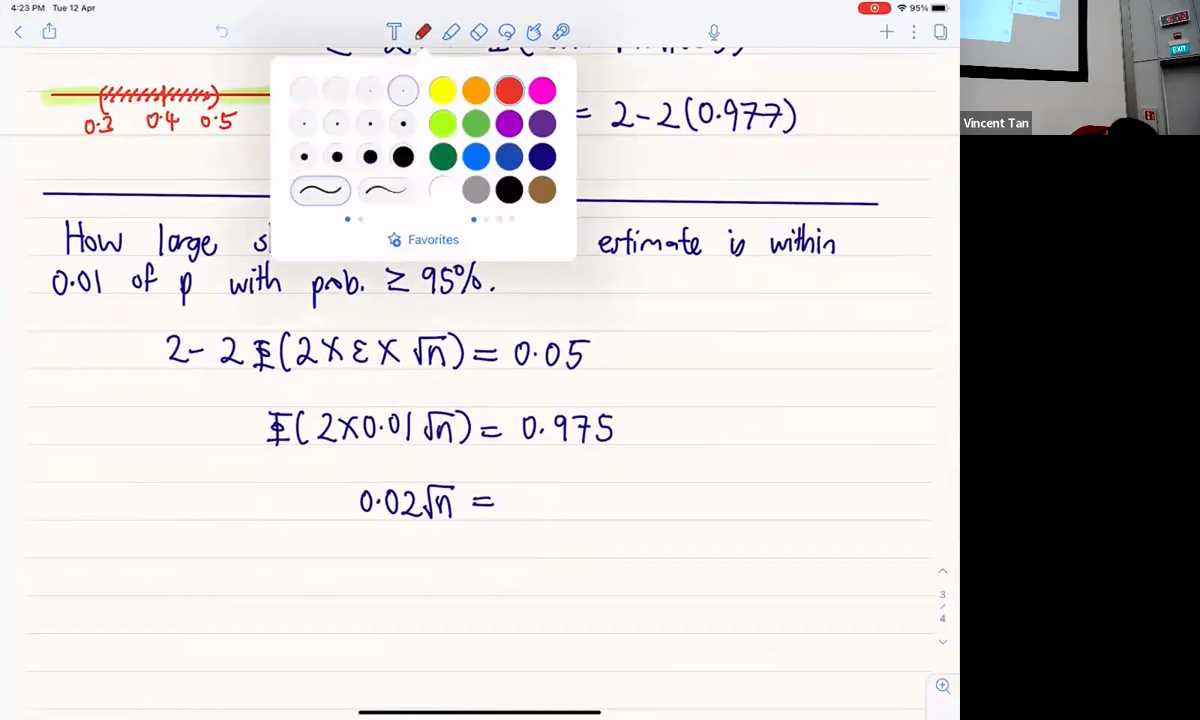 4:23 PM Tue 12 Apr
95%
0.3 0.4 0.5
= 2-2(0.977)
Favorites
How large
estimate is within
0.01 of p with prob. ≥ 95%.
2- 2Φ(2×ε×√n) = 0.05
Φ(2×0.01√n) = 0.975
0.02√n =
3
/
4
Vincent Tan
EXIT